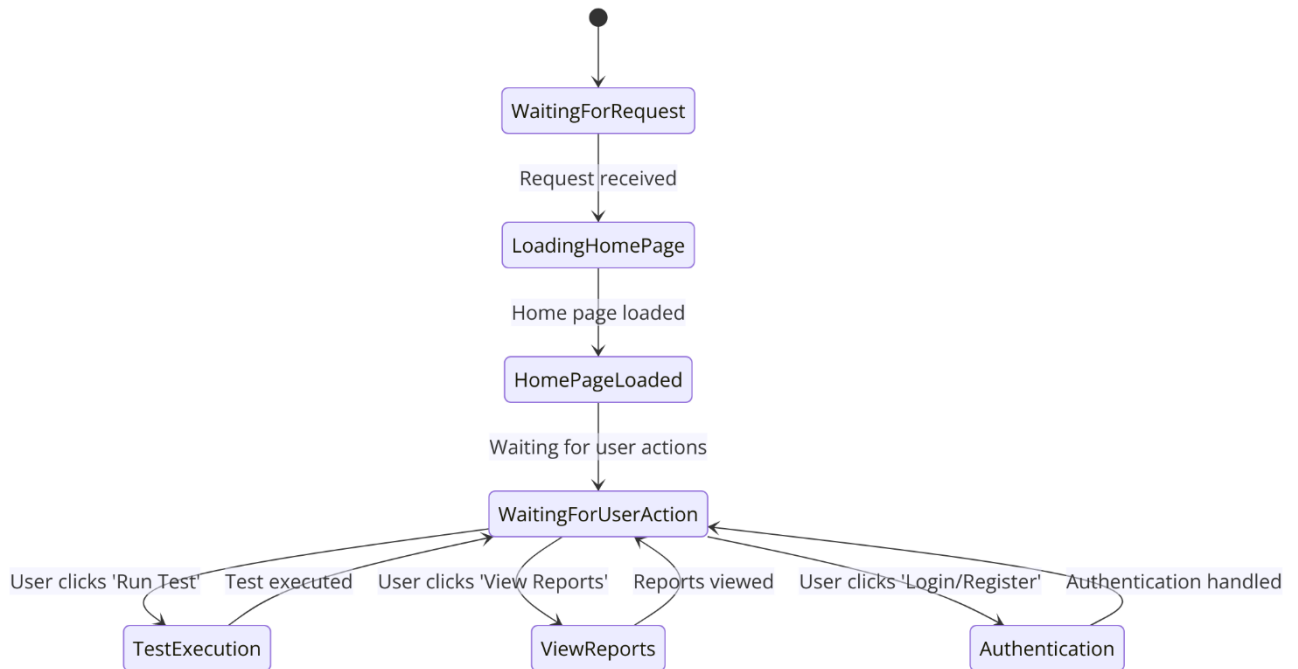 WaitingForRequest
Request received
LoadingHomePage
Home page loaded
HomePageLoaded
Waiting for user actions
WaitingForUserAction
User clicks 'Run Test'
Test executed
User clicks 'View Reports'
Reports viewed
User clicks 'Login/Register'
Authentication handled
TestExecution
ViewReports
Authentication